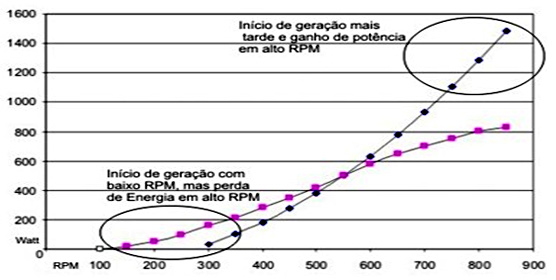 1600
1400
1200
1000
800
600
400
200
0
Watt
RPM 100 200 300 400 500 600 700 800 900
Início de geração mais
tarde e ganho de potência
em alto RPM
Início de geração com
baixo RPM, mas perda
de Energia em alto RPM